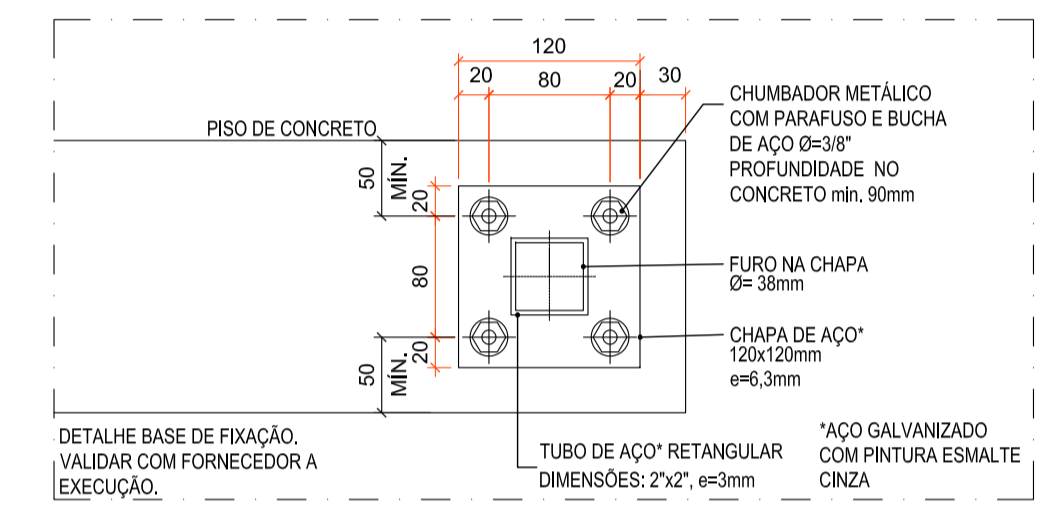 120
20
80
20
30
PISO DE CONCRETO
50
MÍN.
20
80
20
50
MÍN.
CHUMBADOR METÁLICO
COM PARAFUSO E BUCHA
DE AÇO Ø=3/8"
PROFUNDIDADE NO
CONCRETO min. 90mm
FURO NA CHAPA
Ø= 38mm
CHAPA DE AÇO*
120x120mm
e=6,3mm
DETALHE BASE DE FIXAÇÃO.
VALIDAR COM FORNECEDOR A
EXECUÇÃO.
TUBO DE AÇO* RETANGULAR
DIMENSÕES: 2"x2", e=3mm
*AÇO GALVANIZADO
COM PINTURA ESMALTE
CINZA